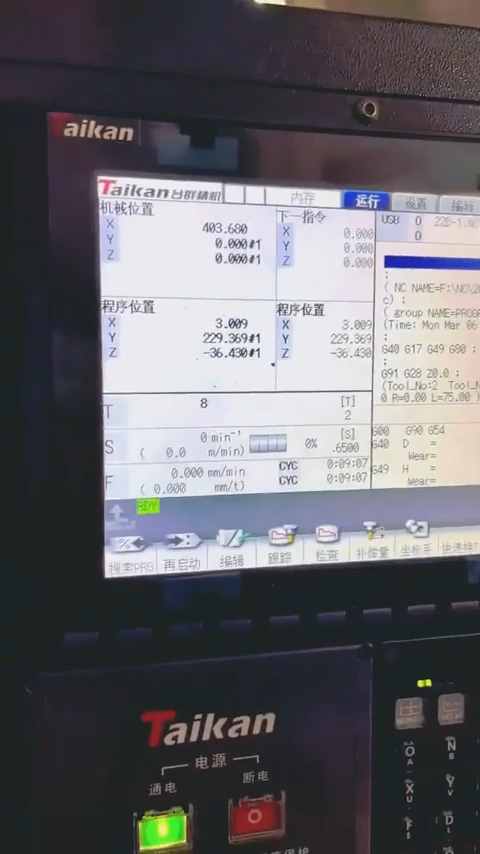 Taikan
Taikan 台群精机
内存 运行 设置 编辑
机械位置
X 403.680
Y 0.000#1
Z 0.000#1
下一指令
X 0.000
Y 0.000
Z 0.000
USB 0
0
程序位置
X 3.009
Y 229.369#1
Z -36.430#1
程序位置
X 3.009
Y 229.369
Z -36.430
;
( NC NAME=F:\NC\2
c) ;
( group NAME=PROG
(Time: Mon Mar 06
;
G40 G17 G49 G80 ;
;
G91 G28 Z0.0 ;
(Tool_No:2 Tool_N
0 R=0.00 L=75.00
T 8 [T]
2
S 0 min⁻¹ 0% [S]
( 0.0 m/min) .6500
F 0.000 mm/min CYC 0:09:07
( 0.000 mm/t) CYC 0:09:07
G00 G90 G54
G40 D =
Wear=
G49 H =
Wear=
RDY
搜索PRG 再启动 编辑 跟踪 检查 补偿量 坐标系
Taikan
电源
通电 断电
O A
N B
X U
Y V
F E
D L